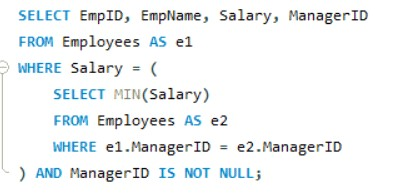 SELECT EmpID, EmpName, Salary, ManagerID
FROM Employees AS e1
WHERE Salary = (
    SELECT MIN(Salary)
    FROM Employees AS e2
    WHERE e1.ManagerID = e2.ManagerID
) AND ManagerID IS NOT NULL;